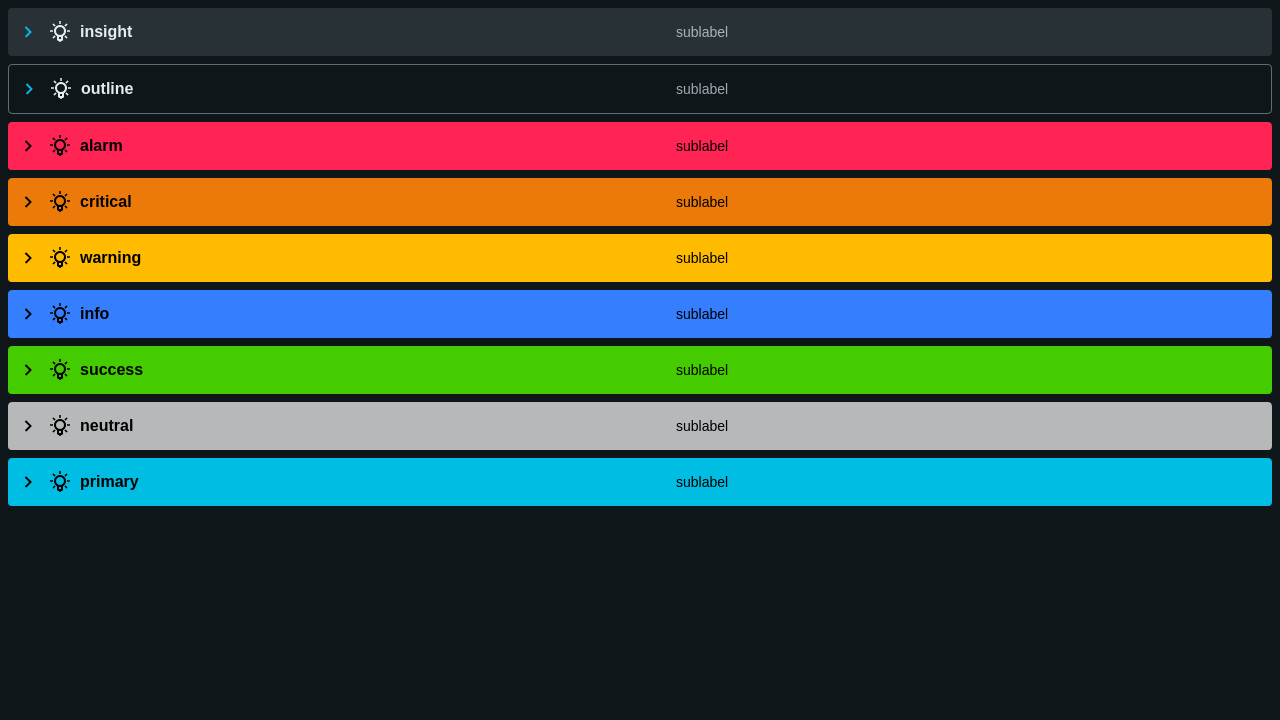 insight sublabel
outline sublabel
alarm sublabel
critical sublabel
warning sublabel
info sublabel
success sublabel
neutral sublabel
primary sublabel